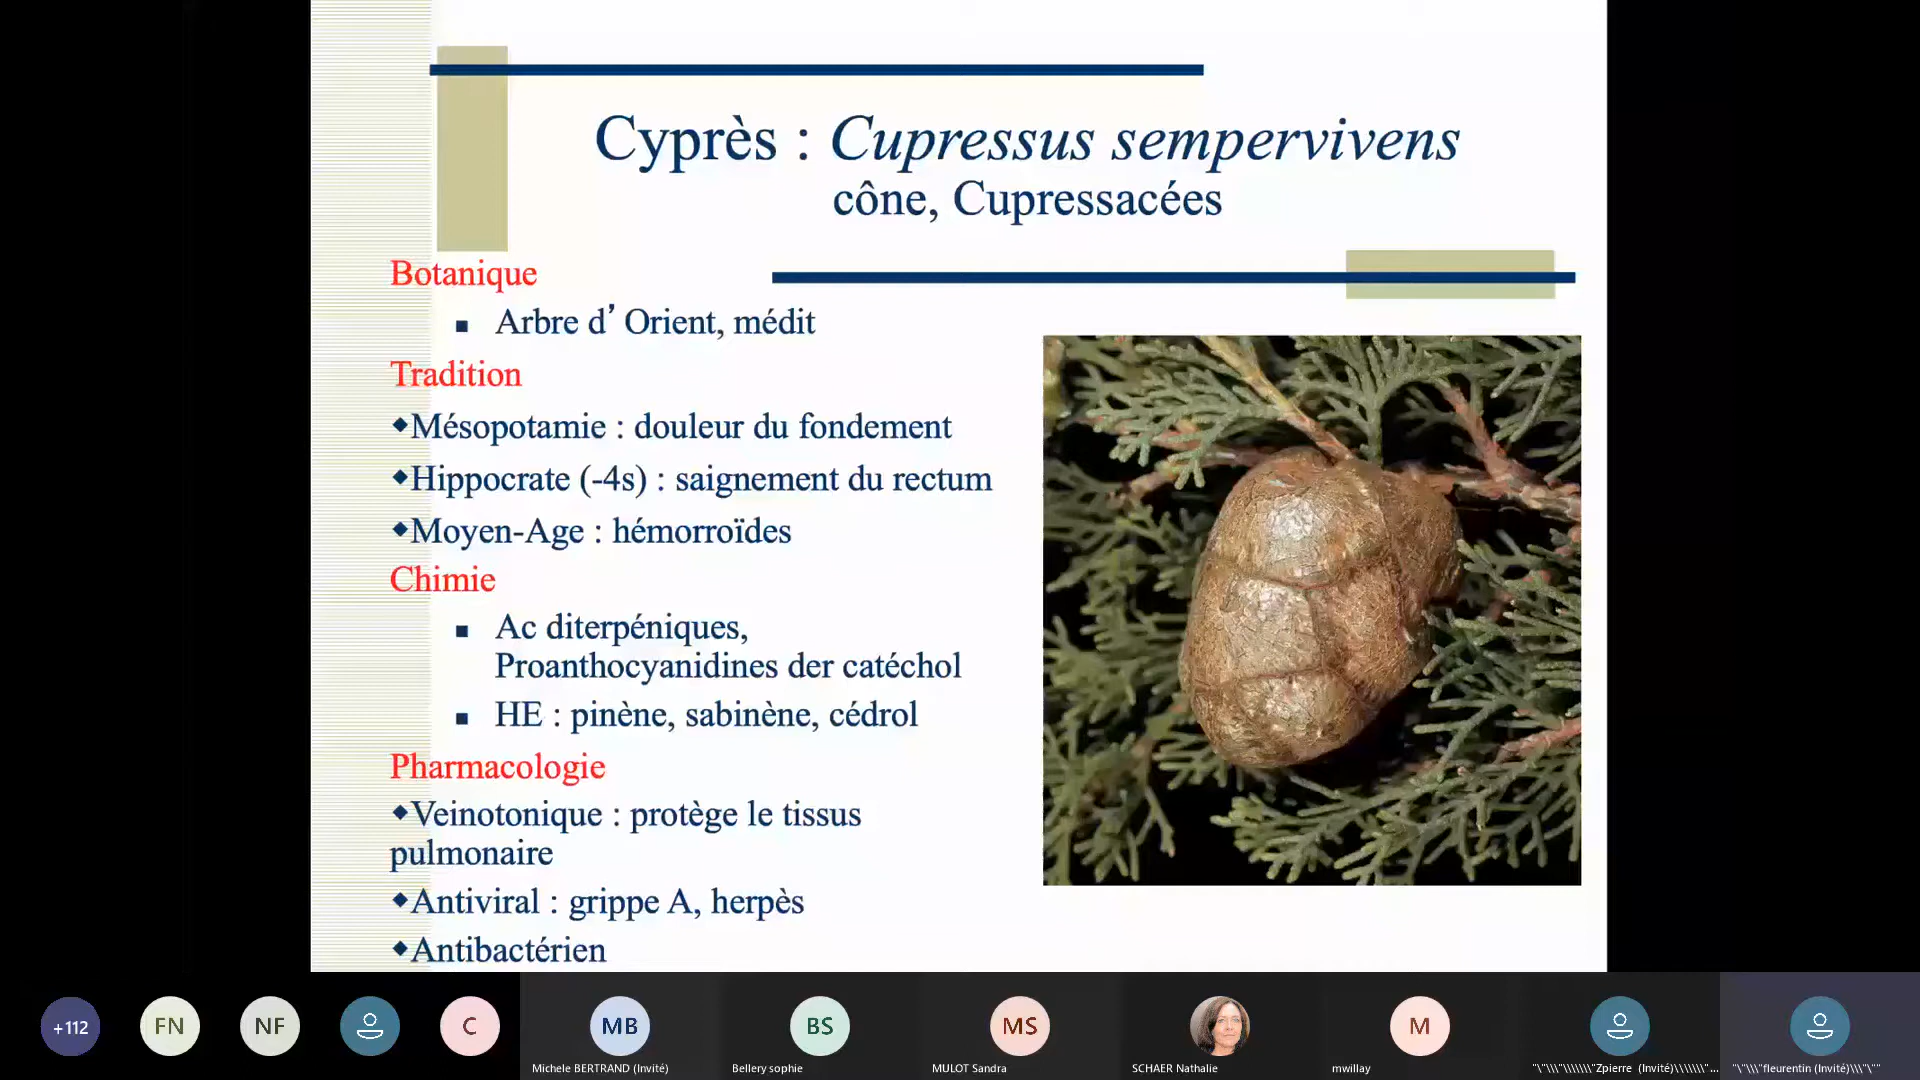 Cyprès : Cupressus sempervivens
cône, Cupressacées
Botanique
Arbre d’ Orient, médit
Tradition
Mésopotamie : douleur du fondement
Hippocrate (-4s) : saignement du rectum
Moyen-Age : hémorroïdes
Chimie
Ac diterpéniques,
Proanthocyanidines der catéchol
HE : pinène, sabinène, cédrol
Pharmacologie
Veinotonique : protège le tissus
pulmonaire
Antiviral : grippe A, herpès
Antibactérien
+112
FN
NF
C
MB
BS
MS
M
Michele BERTRAND (Invité)
Bellery sophie
MULOT Sandra
SCHAER Nathalie
mwillay
"\"\\\"\\\\\\\"Zpierre (Invité)\\\\\\\"...
"\"\\\"fleurentin (Invité)\\\"\""